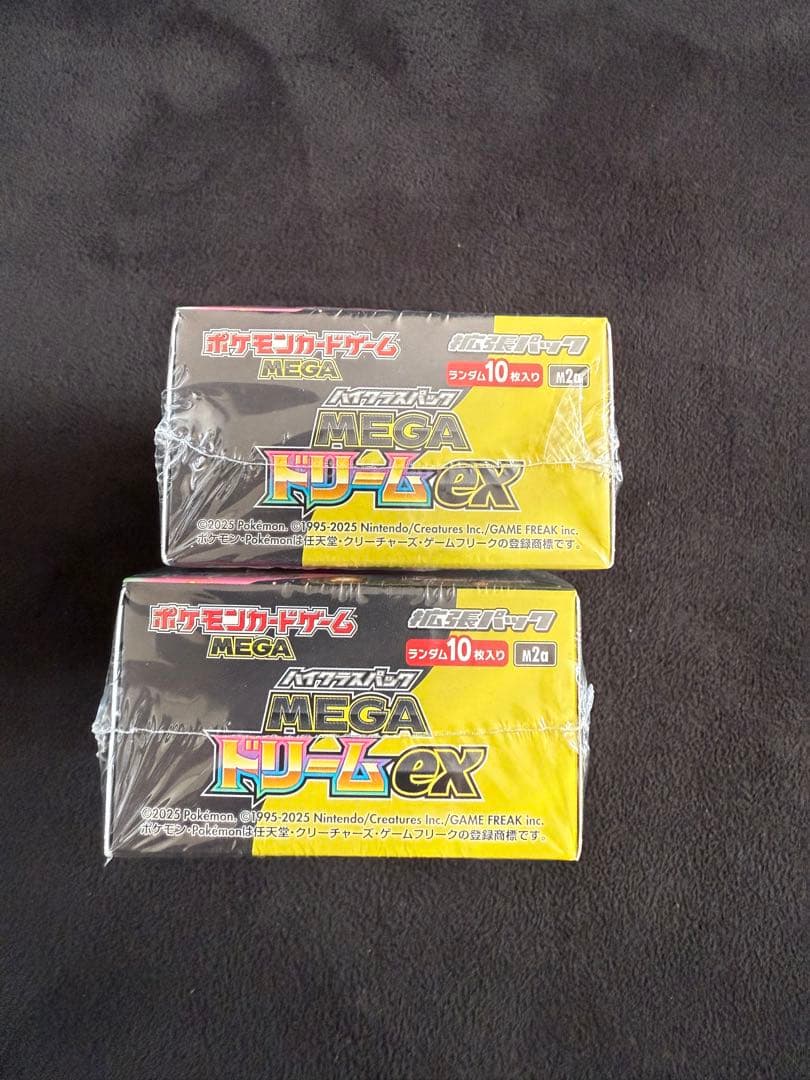 ポケモンカードゲーム
MEGA
拡張パック
ランダム10枚入り
M2a
ハイクラスパック
MEGA
ドリームex
©2025 Pokémon. ©1995-2025 Nintendo/Creatures Inc./GAME FREAK inc.
ポケモン・Pokémonは任天堂・クリーチャーズ・ゲームフリークの登録商標です。
ポケモンカードゲーム
MEGA
拡張パック
ランダム10枚入り
M2a
ハイクラスパック
MEGA
ドリームex
©2025 Pokémon. ©1995-2025 Nintendo/Creatures Inc./GAME FREAK inc.
ポケモン・Pokémonは任天堂・クリーチャーズ・ゲームフリークの登録商標です。